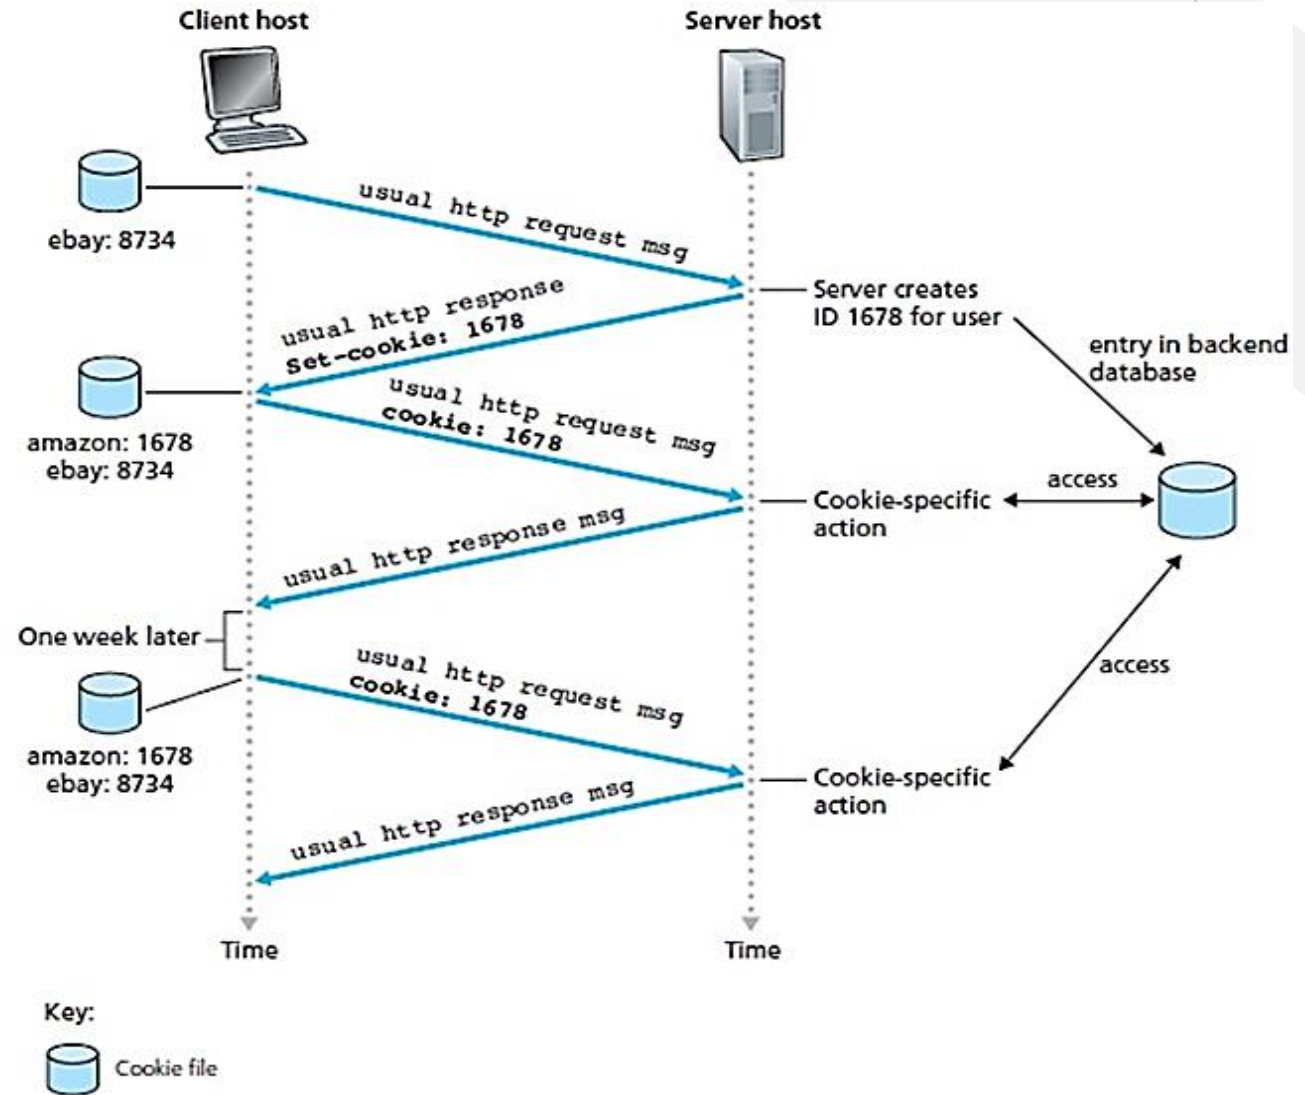 Client host
Server host
usual http request msg
ebay: 8734
Server creates
ID 1678 for user
usual http response
Set-cookie: 1678
entry in backend
database
usual http request msg
cookie: 1678
amazon: 1678
ebay: 8734
access
Cookie-specific
action
usual http response msg
One week later
usual http request msg
cookie: 1678
access
amazon: 1678
ebay: 8734
Cookie-specific
action
usual http response msg
Time
Time
Key:
Cookie file